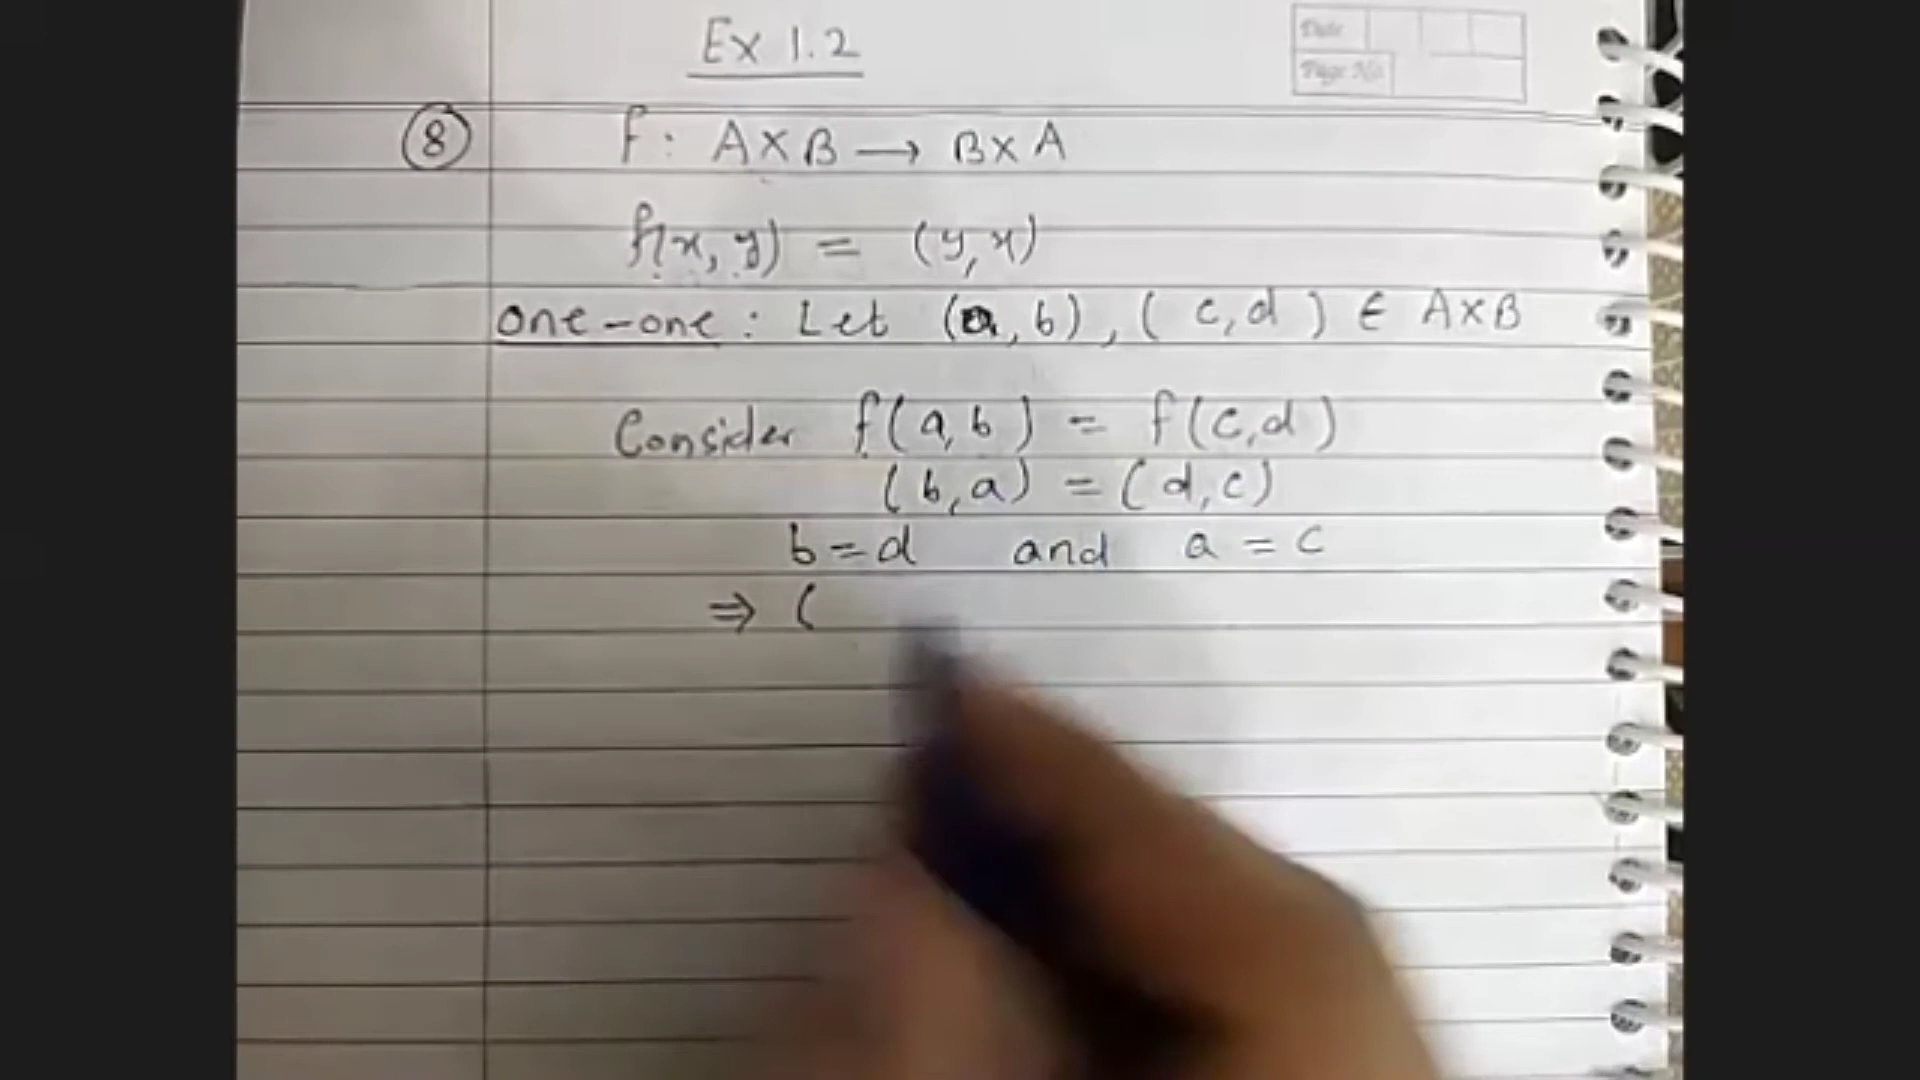 Ex 1.2
Date
Page No.
8 f: A×B → B×A
f(x, y) = (y, x)
one-one: Let (a, b), (c, d) ∈ A×B
Consider f(a, b) = f(c, d)
(b, a) = (d, c)
b = d and a = c
⇒ (